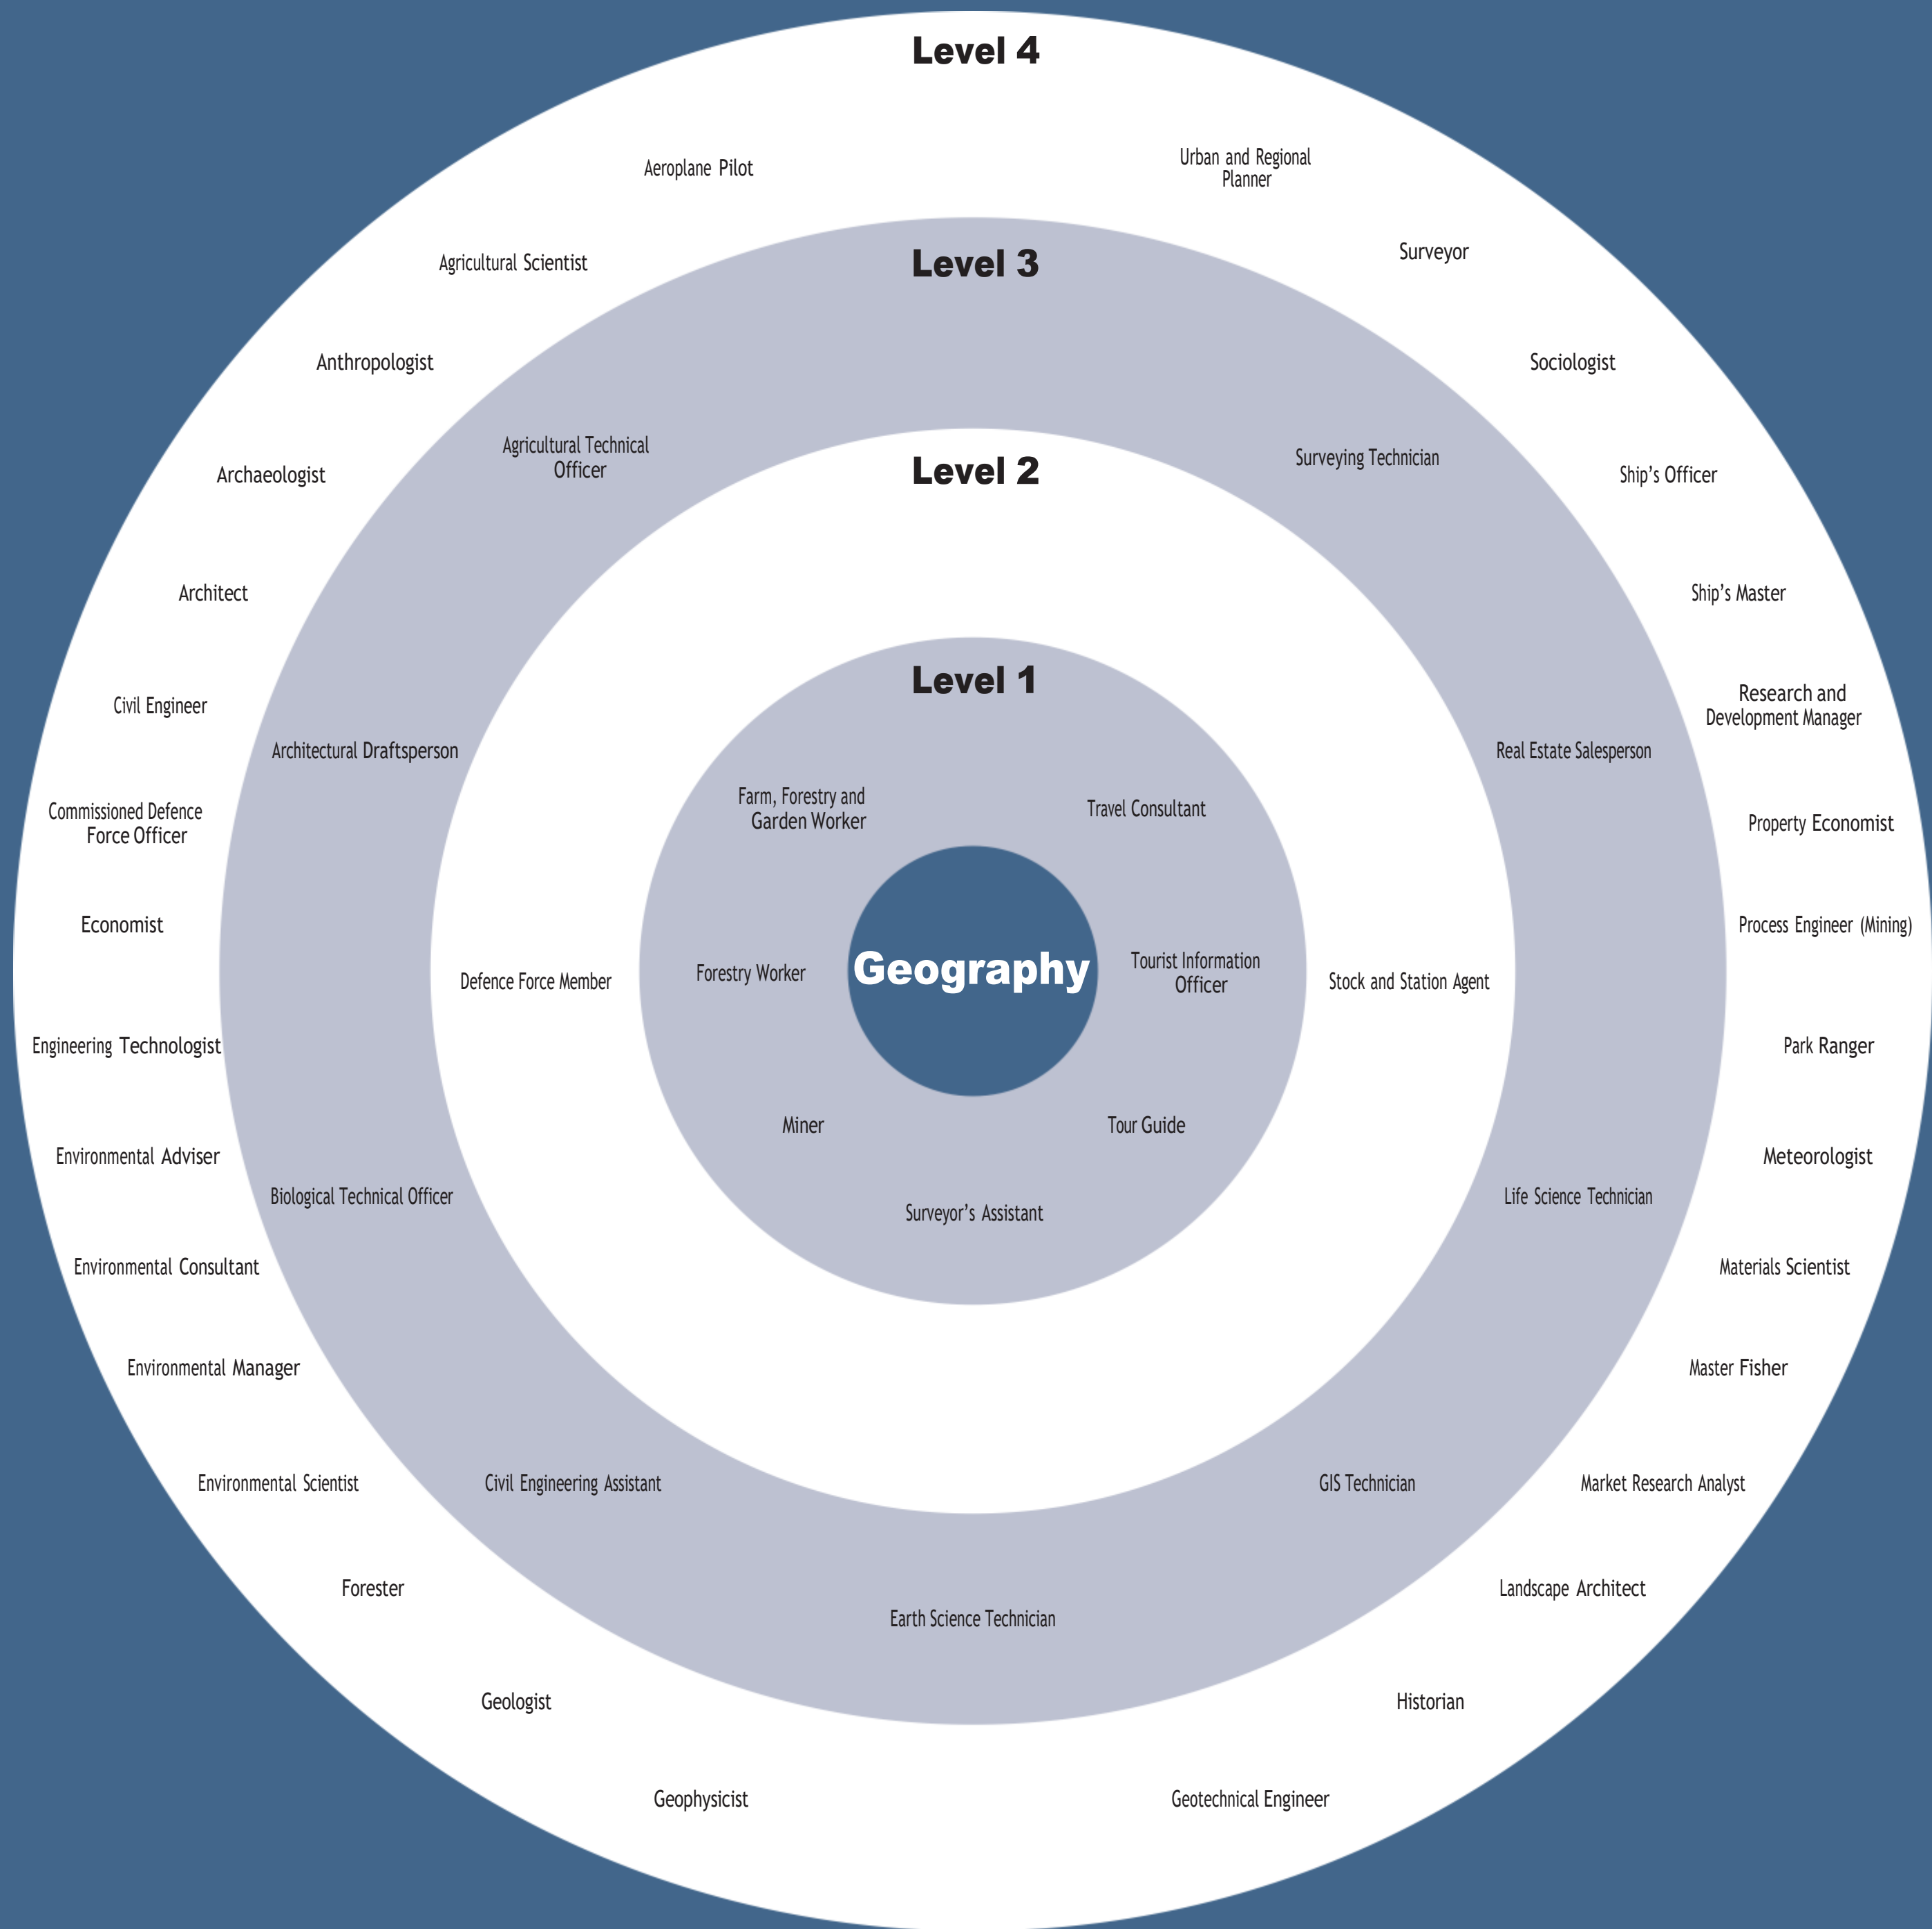 Level 4
Aeroplane Pilot
Urban and Regional
Planner
Agricultural Scientist
Surveyor
Anthropologist
Sociologist
Archaeologist
Ship’s Officer
Architect
Ship’s Master
Civil Engineer
Research and
Development Manager
Commissioned Defence
Force Officer
Property Economist
Economist
Process Engineer (Mining)
Engineering Technologist
Park Ranger
Environmental Adviser
Meteorologist
Environmental Consultant
Materials Scientist
Environmental Manager
Master Fisher
Environmental Scientist
Market Research Analyst
Forester
Landscape Architect
Geologist
Historian
Geophysicist
Geotechnical Engineer
Level 3
Agricultural Technical
Officer
Surveying Technician
Architectural Draftsperson
Real Estate Salesperson
Biological Technical Officer
Life Science Technician
Civil Engineering Assistant
GIS Technician
Earth Science Technician
Level 2
Defence Force Member
Stock and Station Agent
Level 1
Farm, Forestry and
Garden Worker
Travel Consultant
Forestry Worker
Tourist Information
Officer
Miner
Tour Guide
Surveyor’s Assistant
Geography